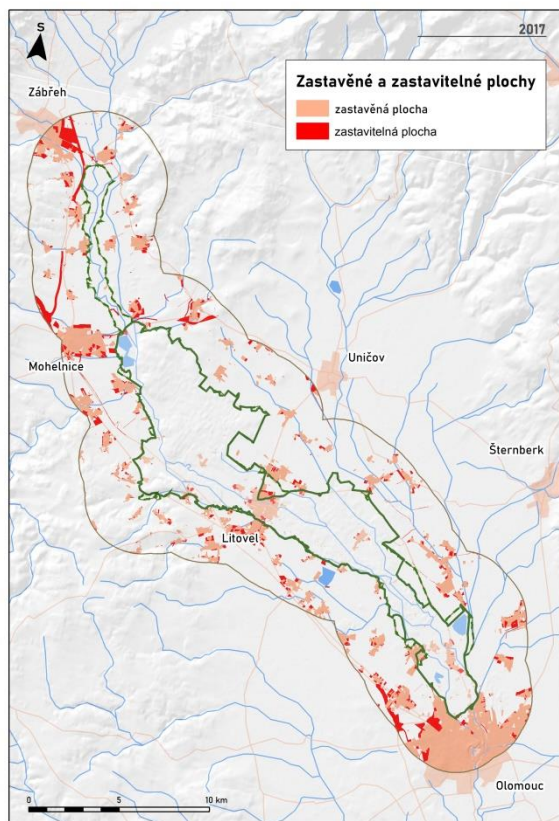 2017
S
Zastavěné a zastavitelné plochy
zastavěná plocha
zastavitelná plocha
Zábřeh
Uničov
Mohelnice
Šternberk
Litovel
Olomouc
0 5 10 km